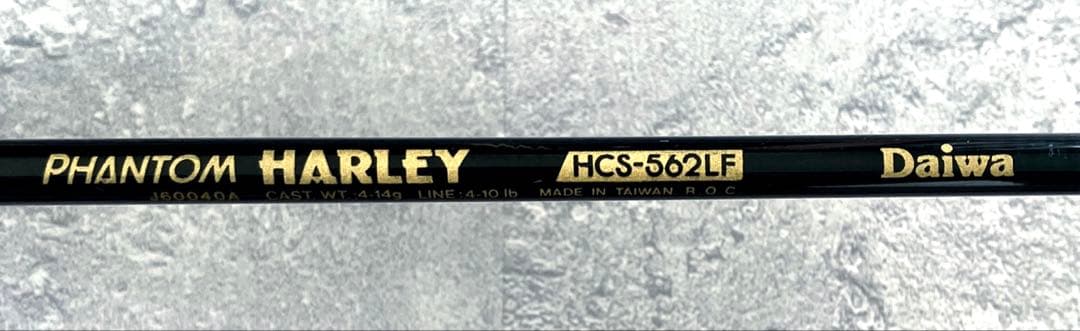 PHANTOM HARLEY HCS-562LF Daiwa
J60040A CAST WT.:4-14g LINE:4-10 lb MADE IN TAIWAN R.O.C